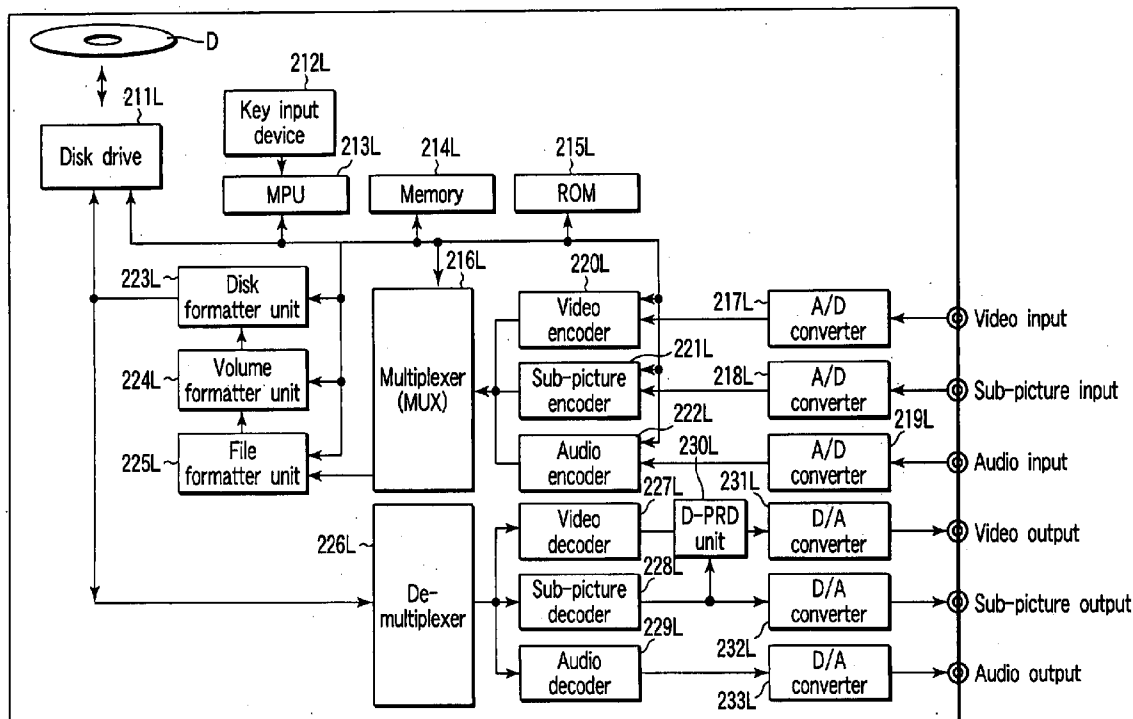 D
212L
211L
Key input
device
213L
214L
215L
Disk drive
MPU
Memory
ROM
216L
220L
223L
Disk
formatter unit
Video
encoder
217L
A/D
converter
Video input
221L
224L
Volume
formatter unit
Multiplexer
(MUX)
Sub-picture
encoder
218L
A/D
converter
Sub-picture input
222L
219L
225L
File
formatter unit
Audio
encoder
230L
A/D
converter
Audio input
227L
231L
226L
Video
decoder
D-PRD
unit
D/A
converter
Video output
228L
De-
multiplexer
Sub-picture
decoder
D/A
converter
Sub-picture output
229L
232L
Audio
decoder
D/A
converter
Audio output
233L